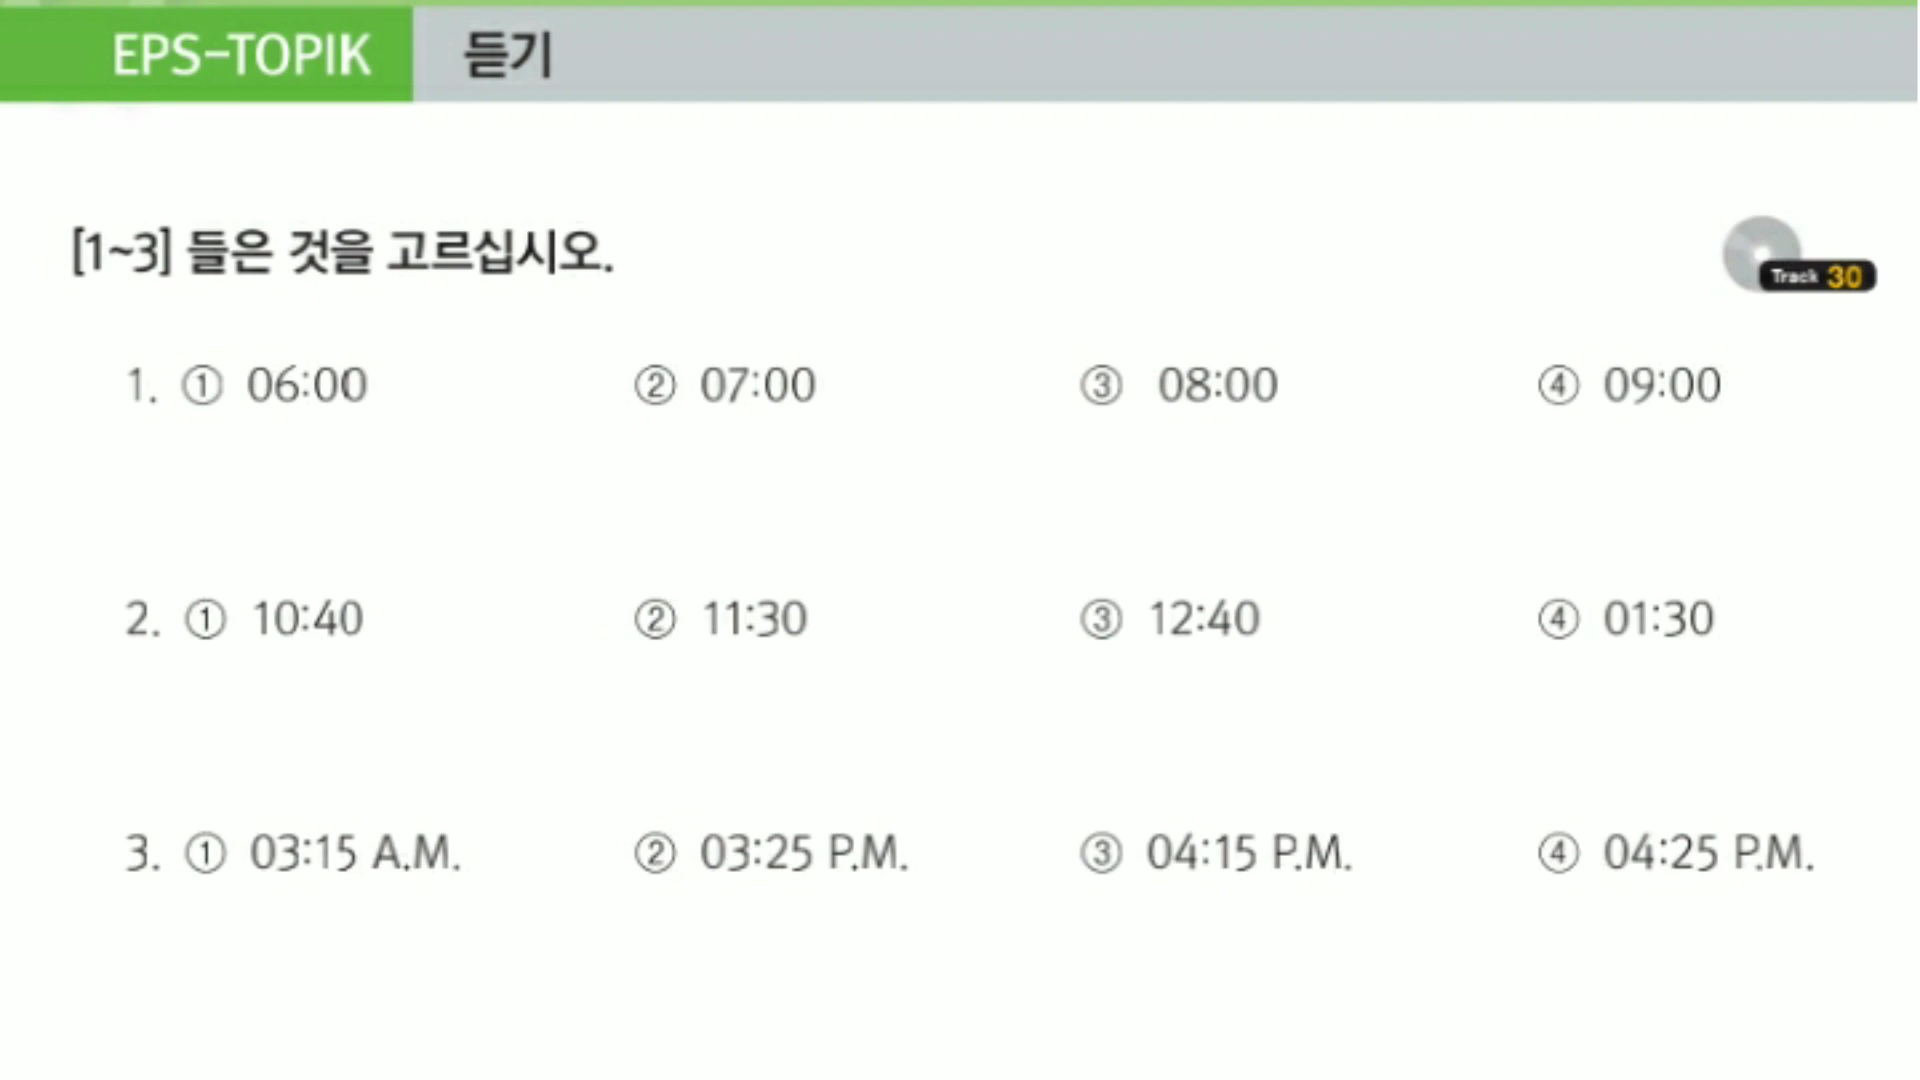 EPS-TOPIK 듣기
[1~3] 들은 것을 고르십시오.
Track 30
1. ① 06:00 ② 07:00 ③ 08:00 ④ 09:00
2. ① 10:40 ② 11:30 ③ 12:40 ④ 01:30
3. ① 03:15 A.M. ② 03:25 P.M. ③ 04:15 P.M. ④ 04:25 P.M.